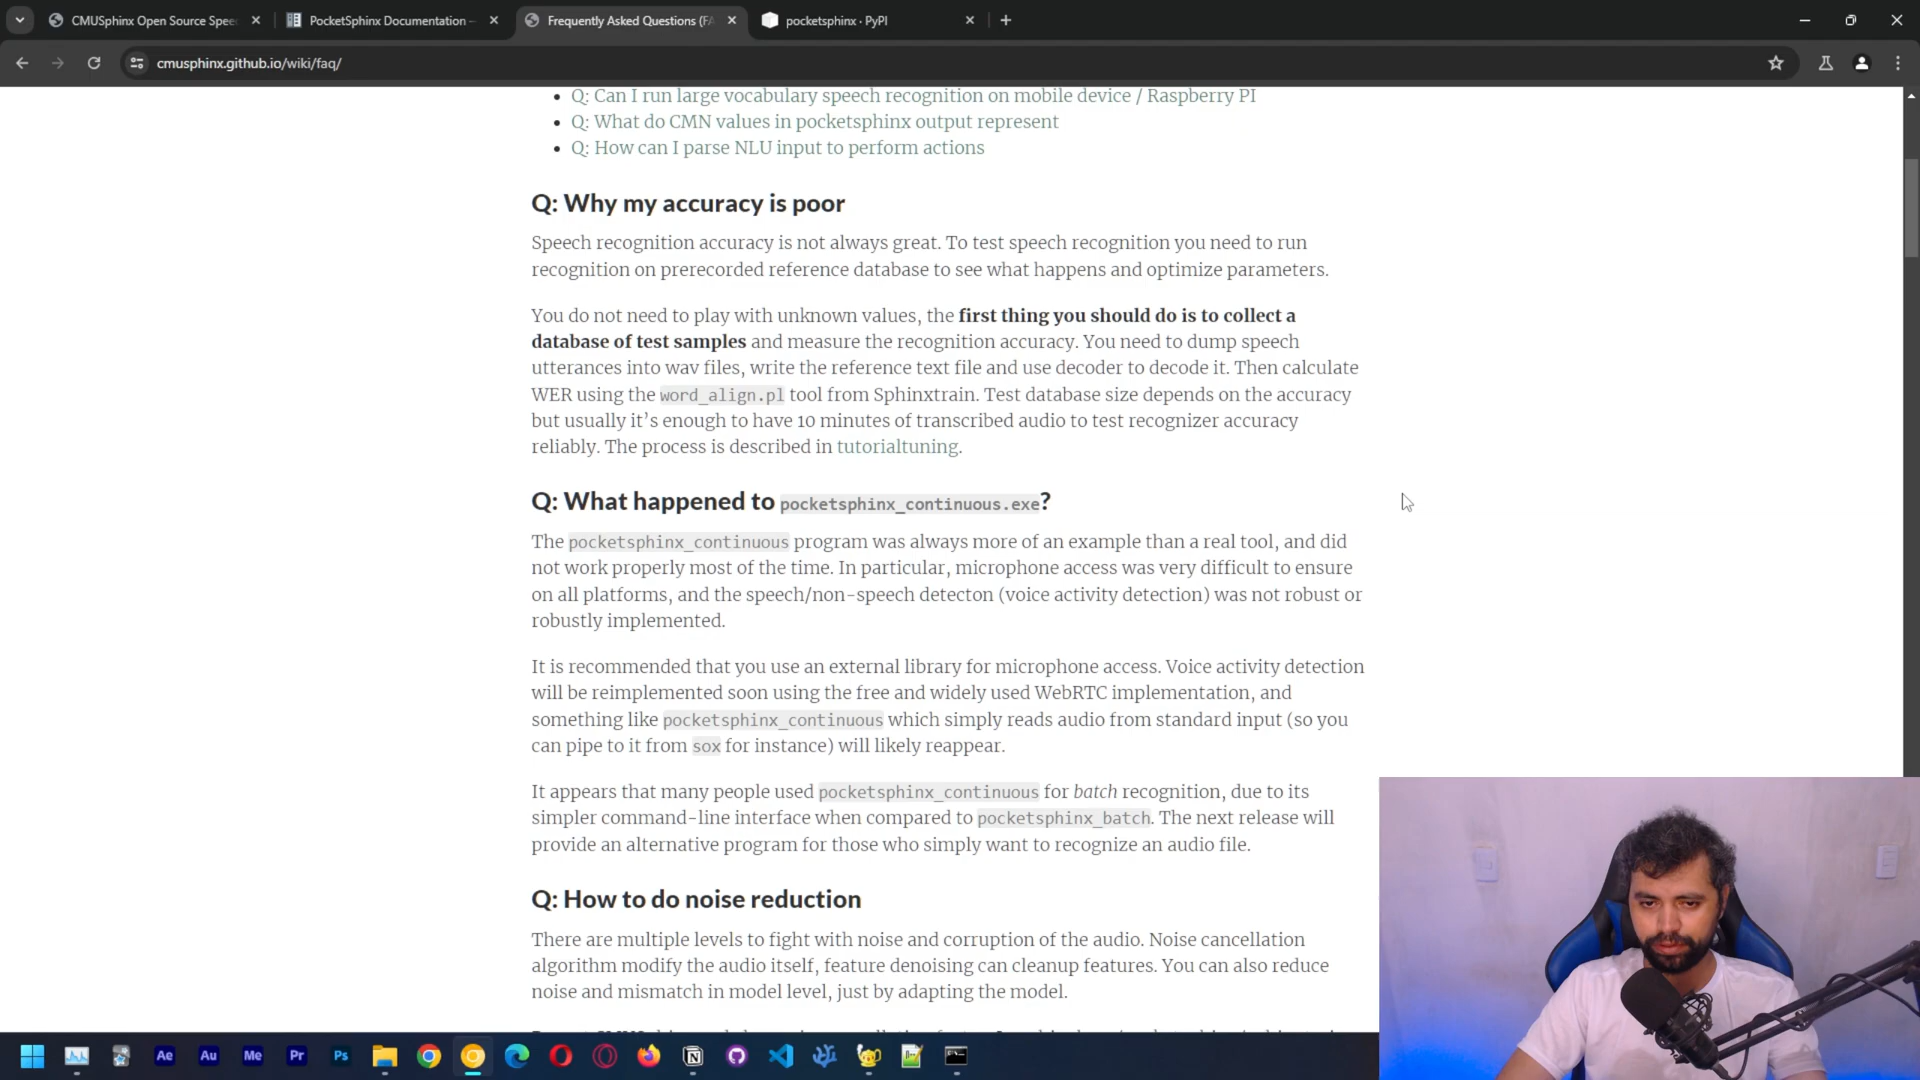 CMUSphinx Open Source Spee
PocketSphinx Documentation —
Frequently Asked Questions (FA
pocketsphinx · PyPI
cmusphinx.github.io/wiki/faq/
• Q: Can I run large vocabulary speech recognition on mobile device / Raspberry PI
• Q: What do CMN values in pocketsphinx output represent
• Q: How can I parse NLU input to perform actions
Q: Why my accuracy is poor
Speech recognition accuracy is not always great. To test speech recognition you need to run
recognition on prerecorded reference database to see what happens and optimize parameters.
You do not need to play with unknown values, the first thing you should do is to collect a
database of test samples and measure the recognition accuracy. You need to dump speech
utterances into wav files, write the reference text file and use decoder to decode it. Then calculate
WER using the word_align.pl tool from Sphinxtrain. Test database size depends on the accuracy
but usually it's enough to have 10 minutes of transcribed audio to test recognizer accuracy
reliably. The process is described in tutorialtuning.
Q: What happened to pocketsphinx_continuous.exe?
The pocketsphinx_continuous program was always more of an example than a real tool, and did
not work properly most of the time. In particular, microphone access was very difficult to ensure
on all platforms, and the speech/non-speech detecton (voice activity detection) was not robust or
robustly implemented.
It is recommended that you use an external library for microphone access. Voice activity detection
will be reimplemented soon using the free and widely used WebRTC implementation, and
something like pocketsphinx_continuous which simply reads audio from standard input (so you
can pipe to it from sox for instance) will likely reappear.
It appears that many people used pocketsphinx_continuous for batch recognition, due to its
simpler command-line interface when compared to pocketsphinx_batch. The next release will
provide an alternative program for those who simply want to recognize an audio file.
Q: How to do noise reduction
There are multiple levels to fight with noise and corruption of the audio. Noise cancellation
algorithm modify the audio itself, feature denoising can cleanup features. You can also reduce
noise and mismatch in model level, just by adapting the model.
Ae Au Me Pr Ps